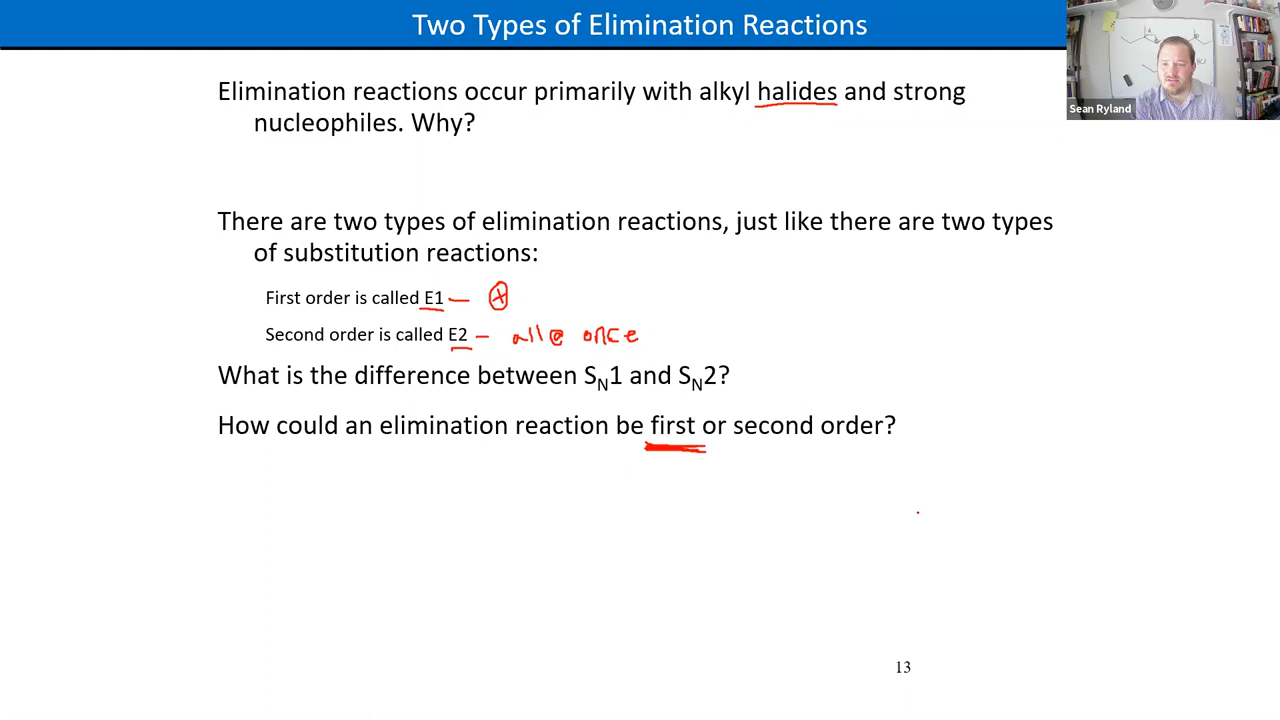 Two Types of Elimination Reactions
Sean Ryland
Elimination reactions occur primarily with alkyl halides and strong
nucleophiles. Why?
There are two types of elimination reactions, just like there are two types
of substitution reactions:
First order is called E1 — ⊕
Second order is called E2 – all @ once
What is the difference between SN1 and SN2?
How could an elimination reaction be first or second order?
13